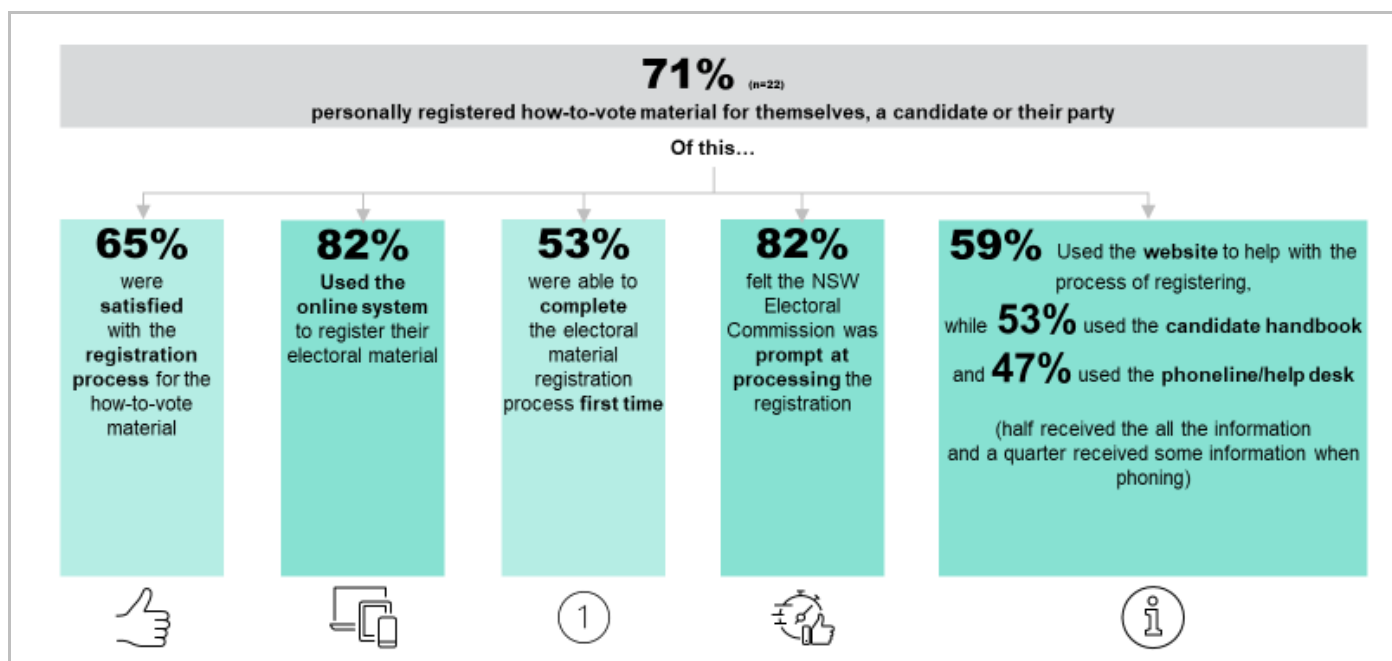 71% (n=22)
personally registered how-to-vote material for themselves, a candidate or their party
Of this…
65%
were
satisfied
with the
registration
process for the
how-to-vote
material
82%
Used the
online system
to register their
electoral material
53%
were able to
complete
the electoral
material
registration
process first time
82%
felt the NSW
Electoral
Commission was
prompt at
processing the
registration
59% Used the website to help with the
process of registering,
while 53% used the candidate handbook
and 47% used the phoneline/help desk
(half received the all the information
and a quarter received some information when
phoning)
1
i